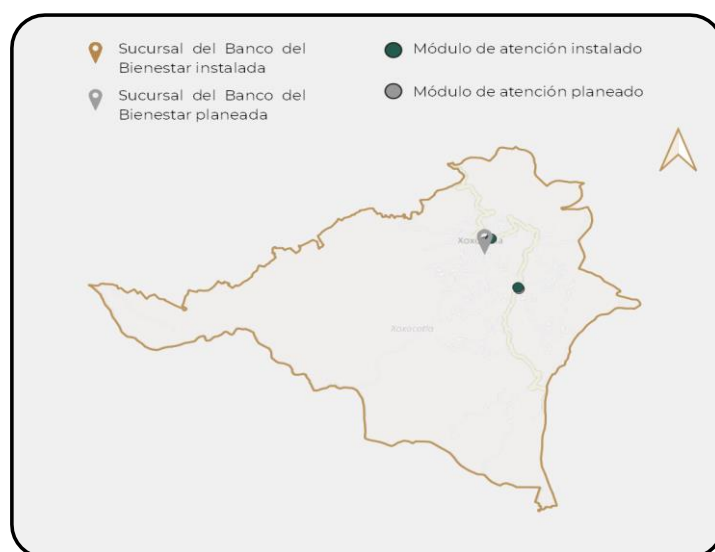 Sucursal del Banco del
Bienestar instalada
Sucursal del Banco del
Bienestar planeada
Módulo de atención instalado
Módulo de atención planeado
Xoxocotla